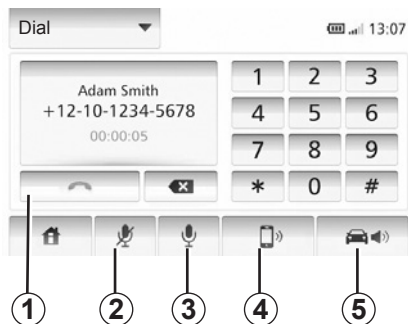 Dial 13:07
Adam Smith
+12-10-1234-5678
00:00:05
1 2 3
4 5 6
7 8 9
* 0 #
1 2 3 4 5